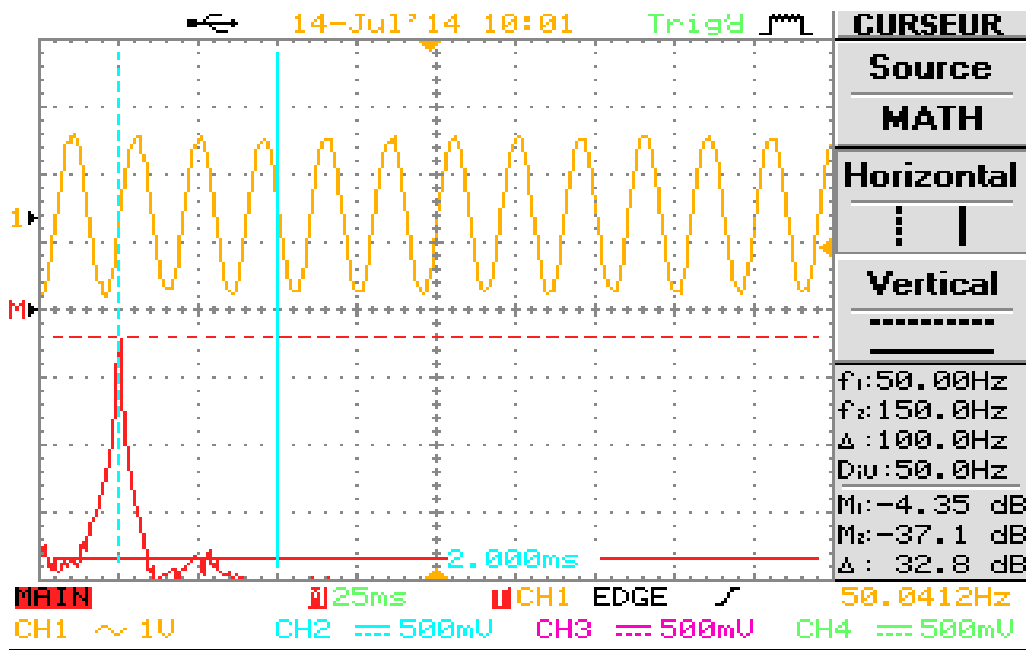 14-Jul'14 10:01 Trig'd CURSEUR
Source
MATH
Horizontal
1
Vertical
M
f1:50.00Hz
f2:150.0Hz
Δ:100.0Hz
Div:50.0Hz
M1:-4.35 dB
M2:-37.1 dB
2.000ms
Δ: 32.8 dB
MAIN M 25ms T CH1 EDGE 50.0412Hz
CH1 ~ 1V CH2 500mV CH3 500mV CH4 500mV